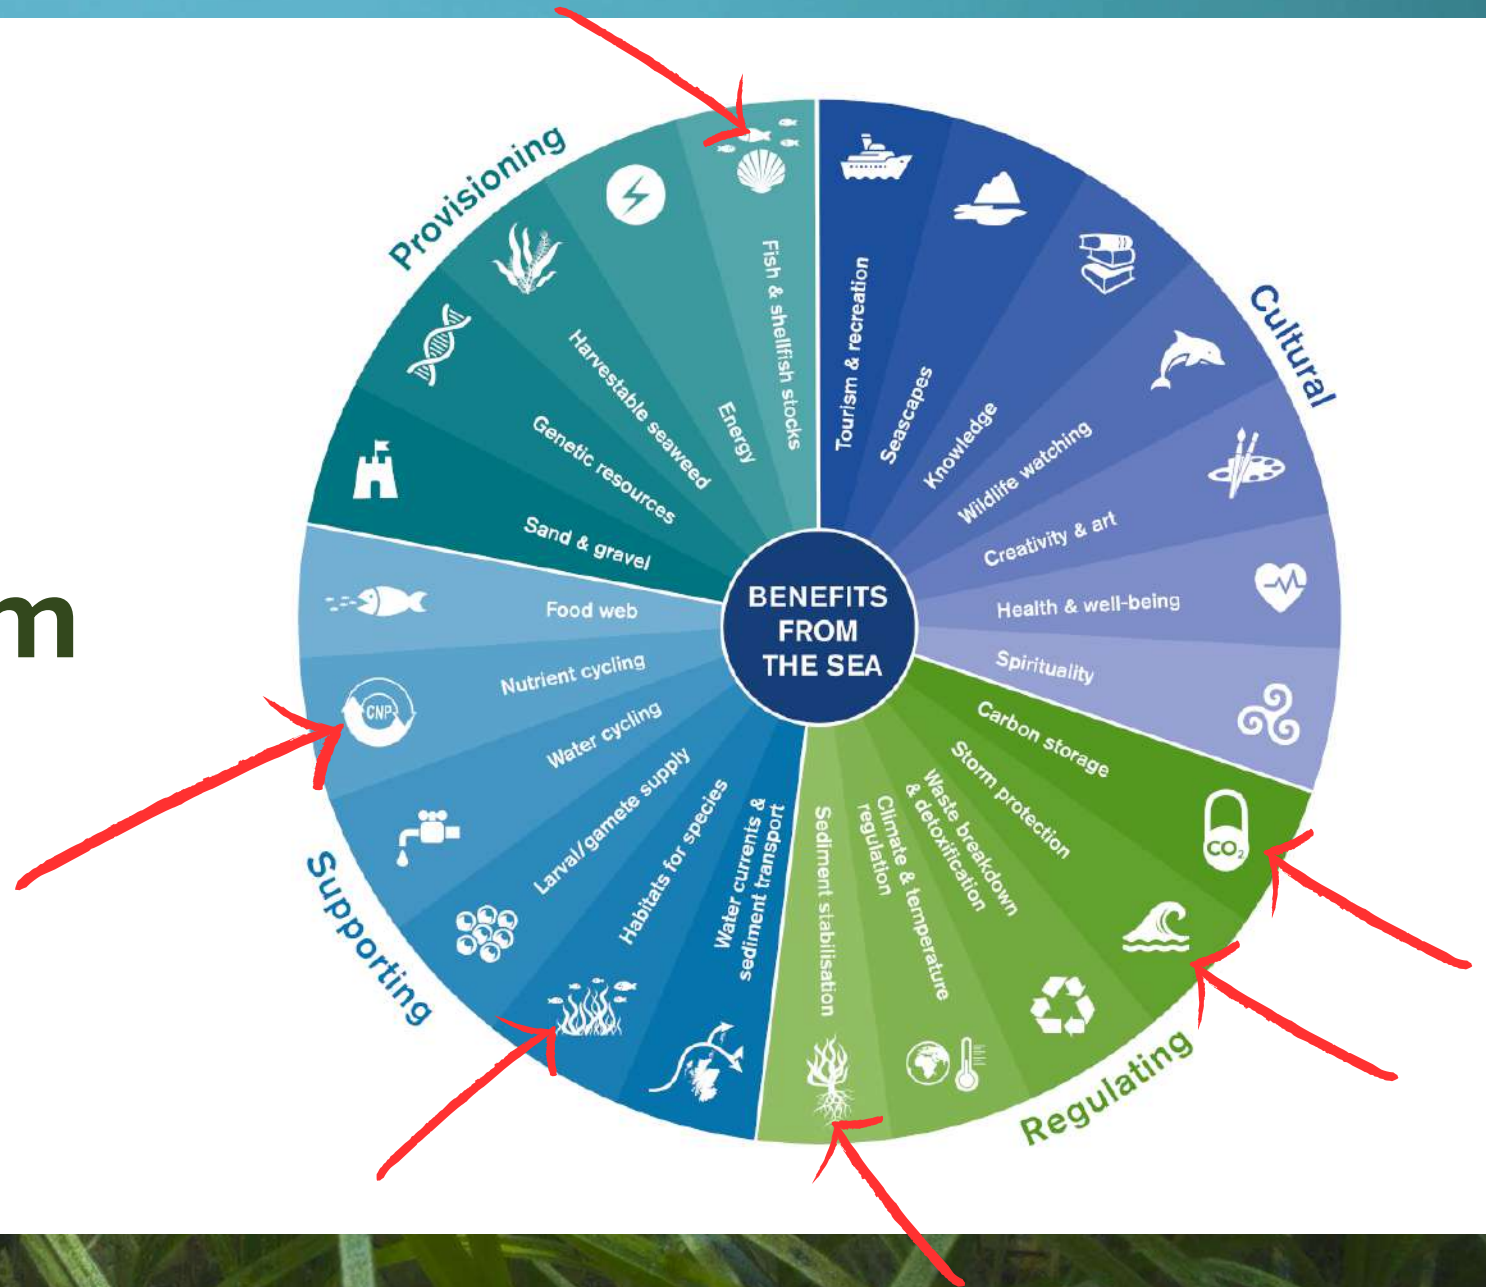 Provisioning
Cultural
Supporting
Regulating
BENEFITS
FROM
THE SEA
Fish & shellfish stocks
Energy
Harvestable seaweed
Genetic resources
Sand & gravel
Tourism & recreation
Seascapes
Knowledge
Wildlife watching
Creativity & art
Health & well-being
Spirituality
Carbon storage
Storm protection
Waste breakdown
& detoxification
Climate & temperature
regulation
Sediment stabilisation
Water currents &
sediment transport
Habitats for species
Larval/gamete supply
Water cycling
Nutrient cycling
Food web
CNP
CO₂
m